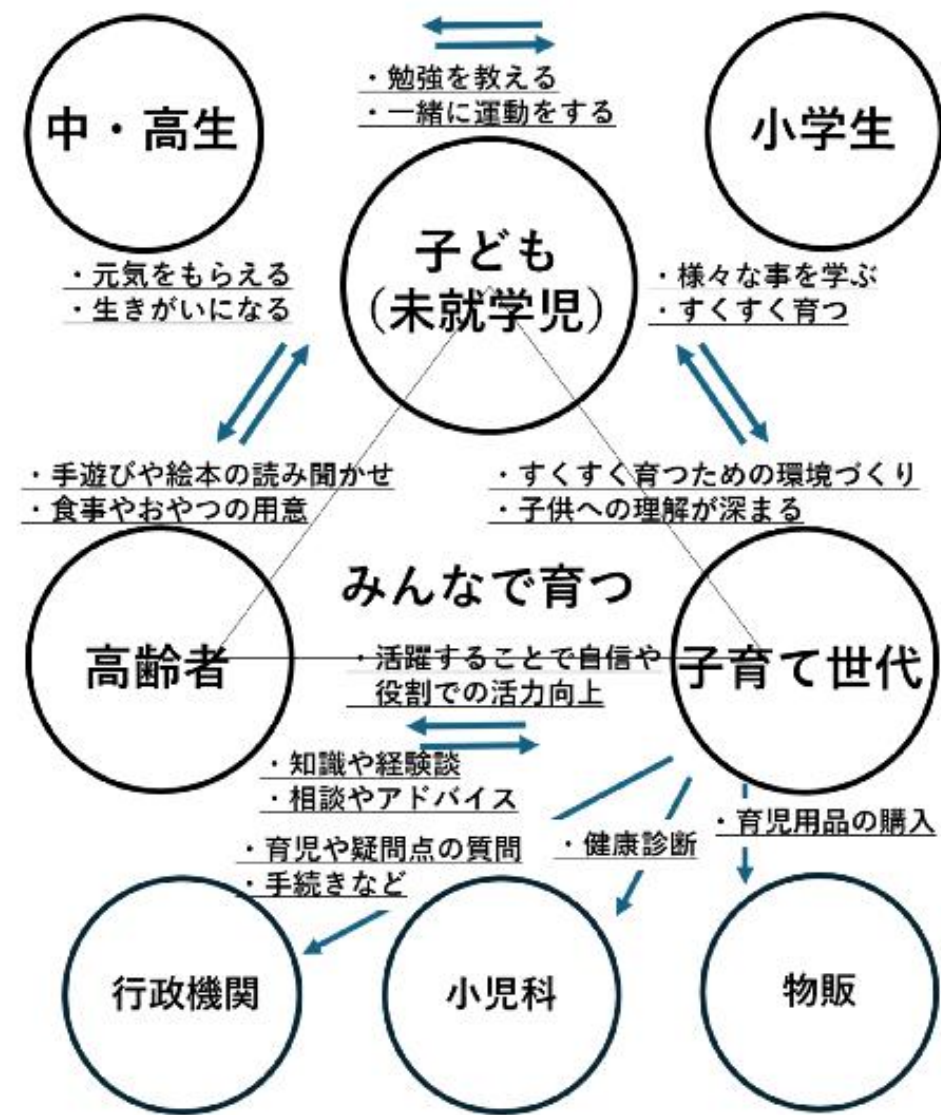 ・勉強を教える
・一緒に運動をする
中・高生
小学生
子ども
（未就学児）
・元気をもらえる
・生きがいになる
・様々な事を学ぶ
・すくすく育つ
・手遊びや絵本の読み聞かせ
・食事やおやつの用意
・すくすく育つための環境づくり
・子供への理解が深まる
みんなで育つ
高齢者
・活躍することで自信や
役割での活力向上
子育て世代
・知識や経験談
・相談やアドバイス
・育児や疑問点の質問
・手続きなど
・健康診断
・育児用品の購入
行政機関
小児科
物販